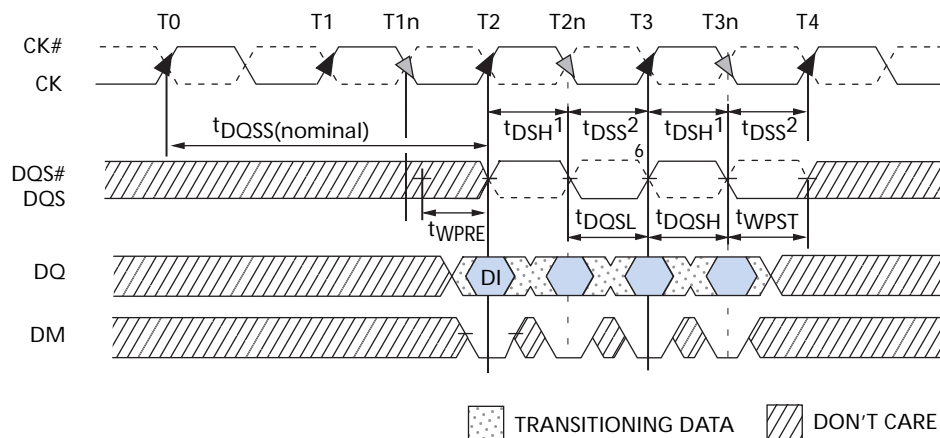 T0 T1 T1n T2 T2n T3 T3n T4
CK#
CK
tDQSS(nominal)
tDSH1 tDSS2 tDSH1 tDSS2
6
DQS#
DQS
tWPRE
tDQSL tDQSH tWPST
DQ
DI
DM
TRANSITIONING DATA DON'T CARE